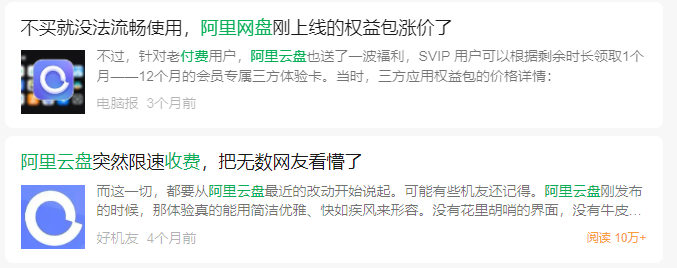 不买就没法流畅使用，阿里网盘刚上线的权益包涨价了
不过，针对老付费用户，阿里云盘也送了一波福利，SVIP 用户可以根据剩余时长领取1个
月——12个月的会员专属三方体验卡。当时，三方应用权益包的价格详情：
电脑报 3个月前
阿里云盘突然限速收费，把无数网友看懵了
而这一切，都要从阿里云盘最近的改动开始说起。可能有些机友还记得。阿里云盘刚发布
的时候，那体验真的能用简洁优雅、快如疾风来形容。没有花里胡哨的界面，没有牛皮...
好机友 4个月前
阅读 10万+